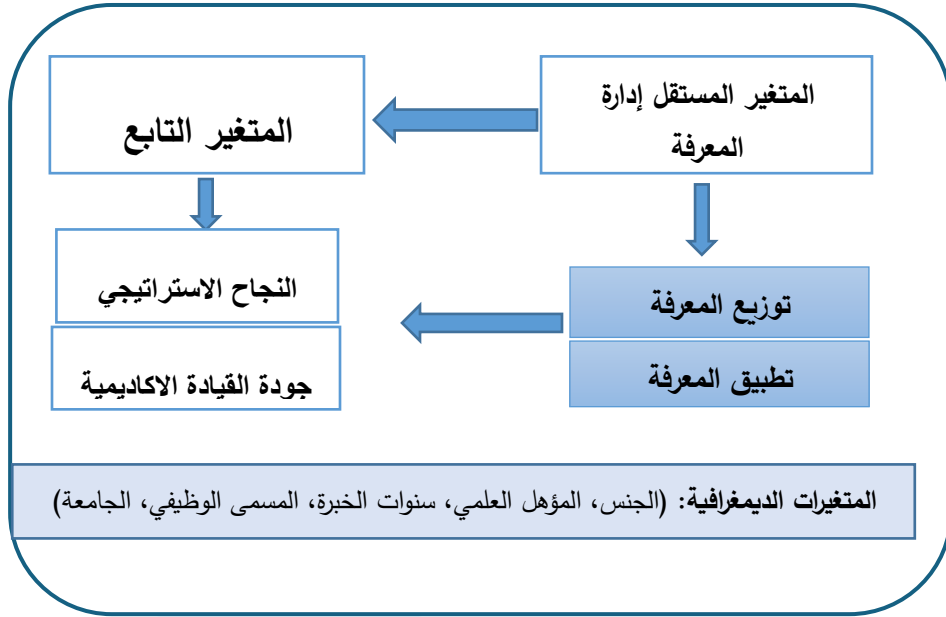 المتغير المستقل إدارة
المعرفة
المتغير التابع
توزيع المعرفة
تطبيق المعرفة
النجاح الاستراتيجي
جودة القيادة الاكاديمية
المتغيرات الديمغرافية: (الجنس، المؤهل العلمي، سنوات الخبرة، المسمى الوظيفي، الجامعة)